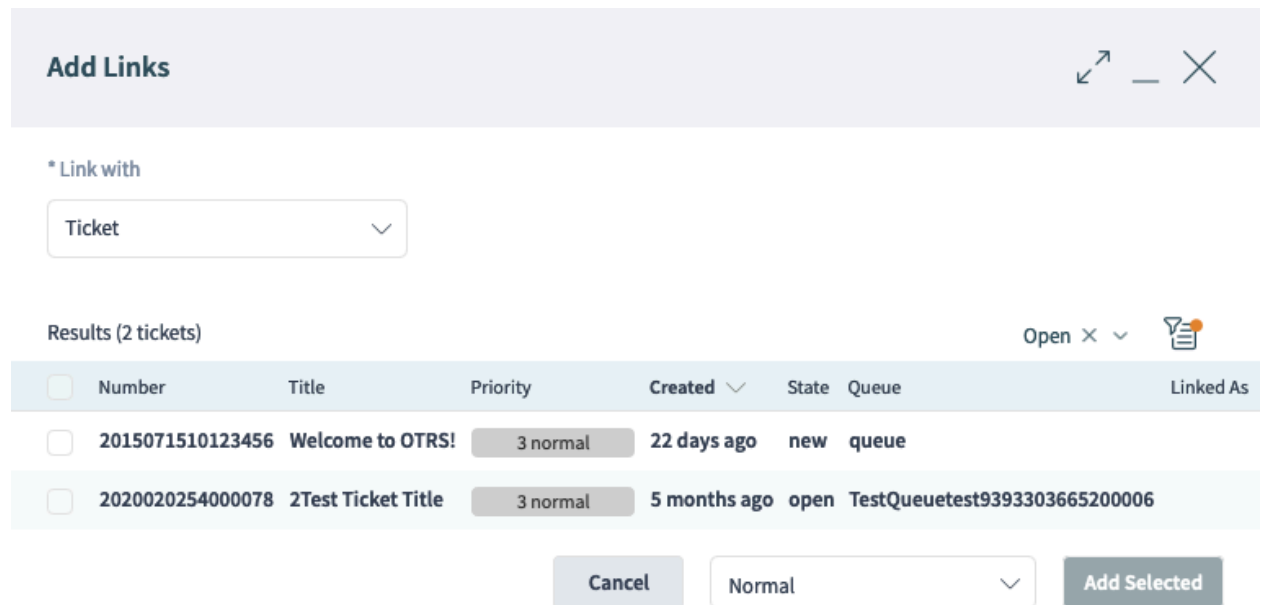 Add Links
* Link with
Ticket
Results (2 tickets)
Open
Number Title Priority Created State Queue Linked As
2015071510123456 Welcome to OTRS! 3 normal 22 days ago new queue
2020020254000078 2Test Ticket Title 3 normal 5 months ago open TestQueuetest9393303665200006
Cancel Normal Add Selected